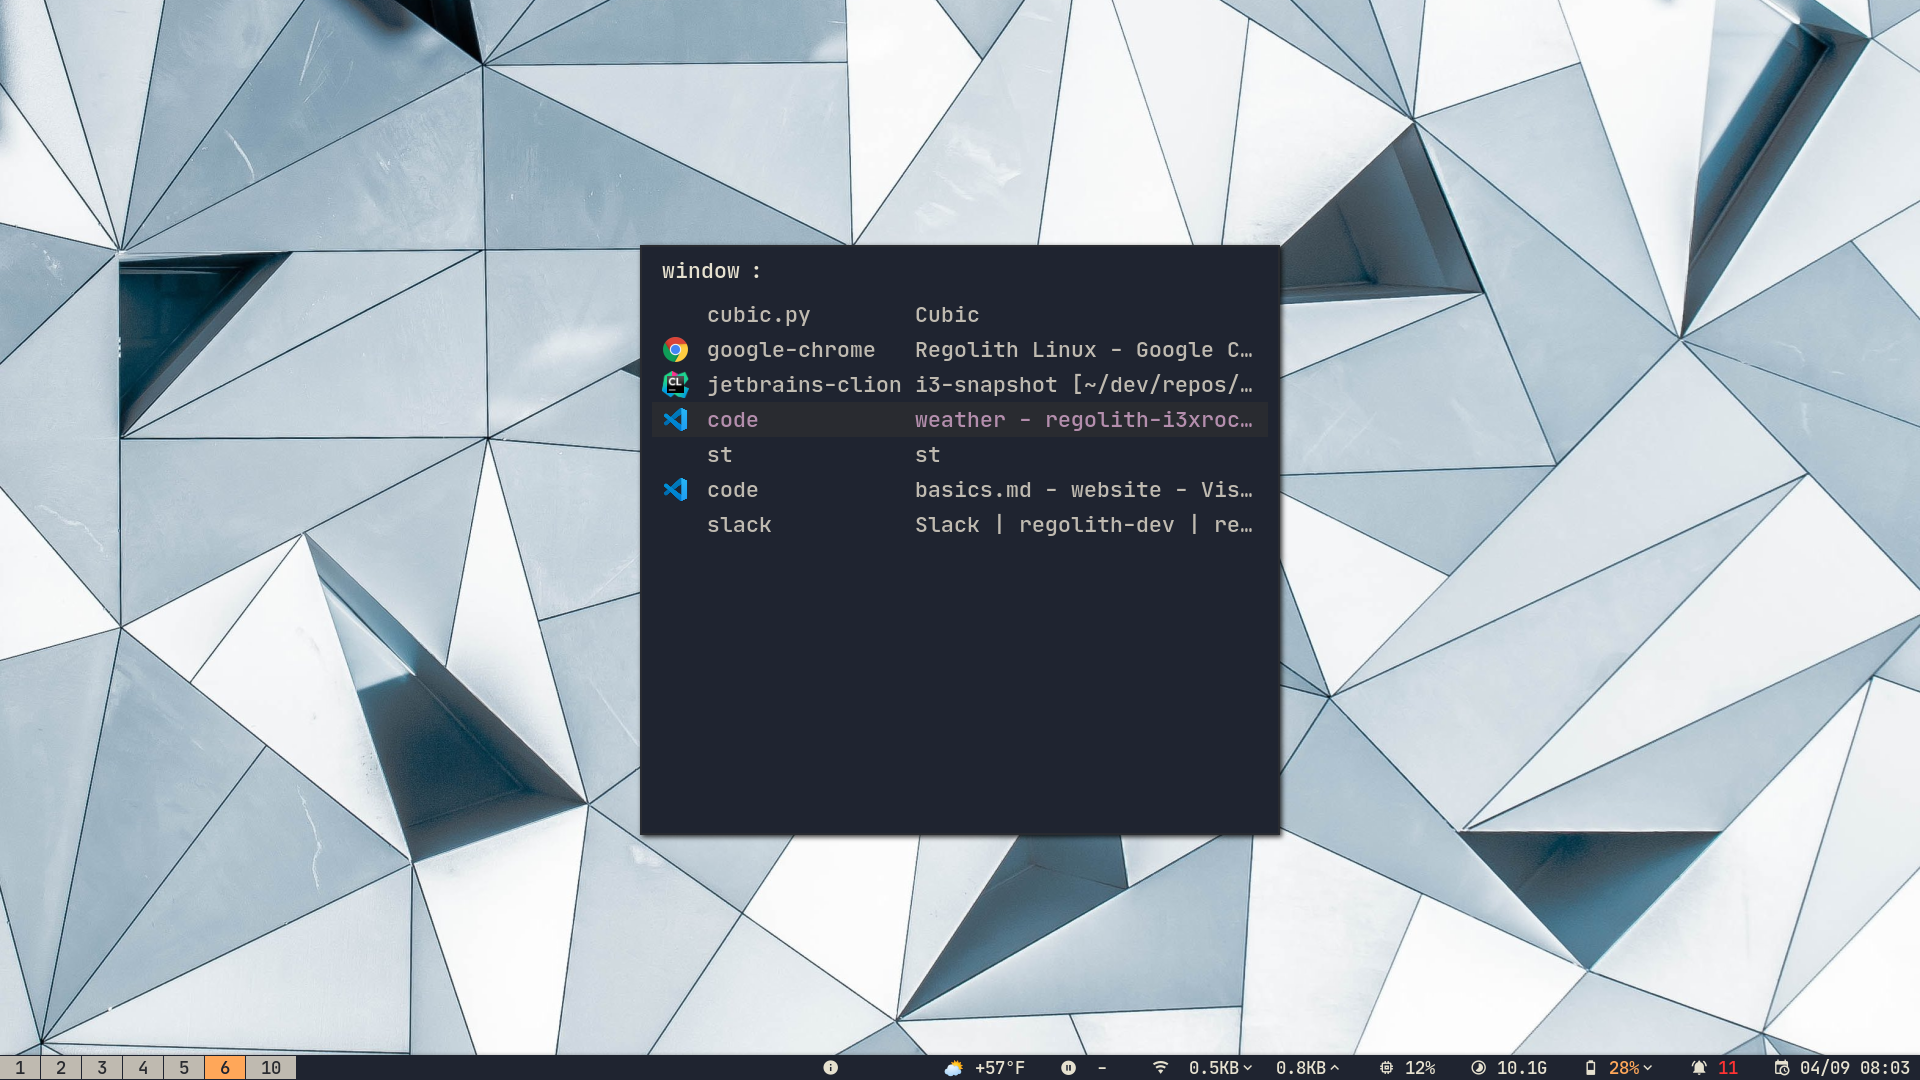 window :
cubic.py Cubic
google-chrome Regolith Linux - Google C…
CL jetbrains-clion i3-snapshot [~/dev/repos/…
code weather - regolith-i3xroc…
st st
code basics.md - website - Vis…
slack Slack | regolith-dev | re…
1 2 3 4 5 6 10 +57°F - 0.5KB 0.8KB 12% 10.1G 28% 11 04/09 08:03